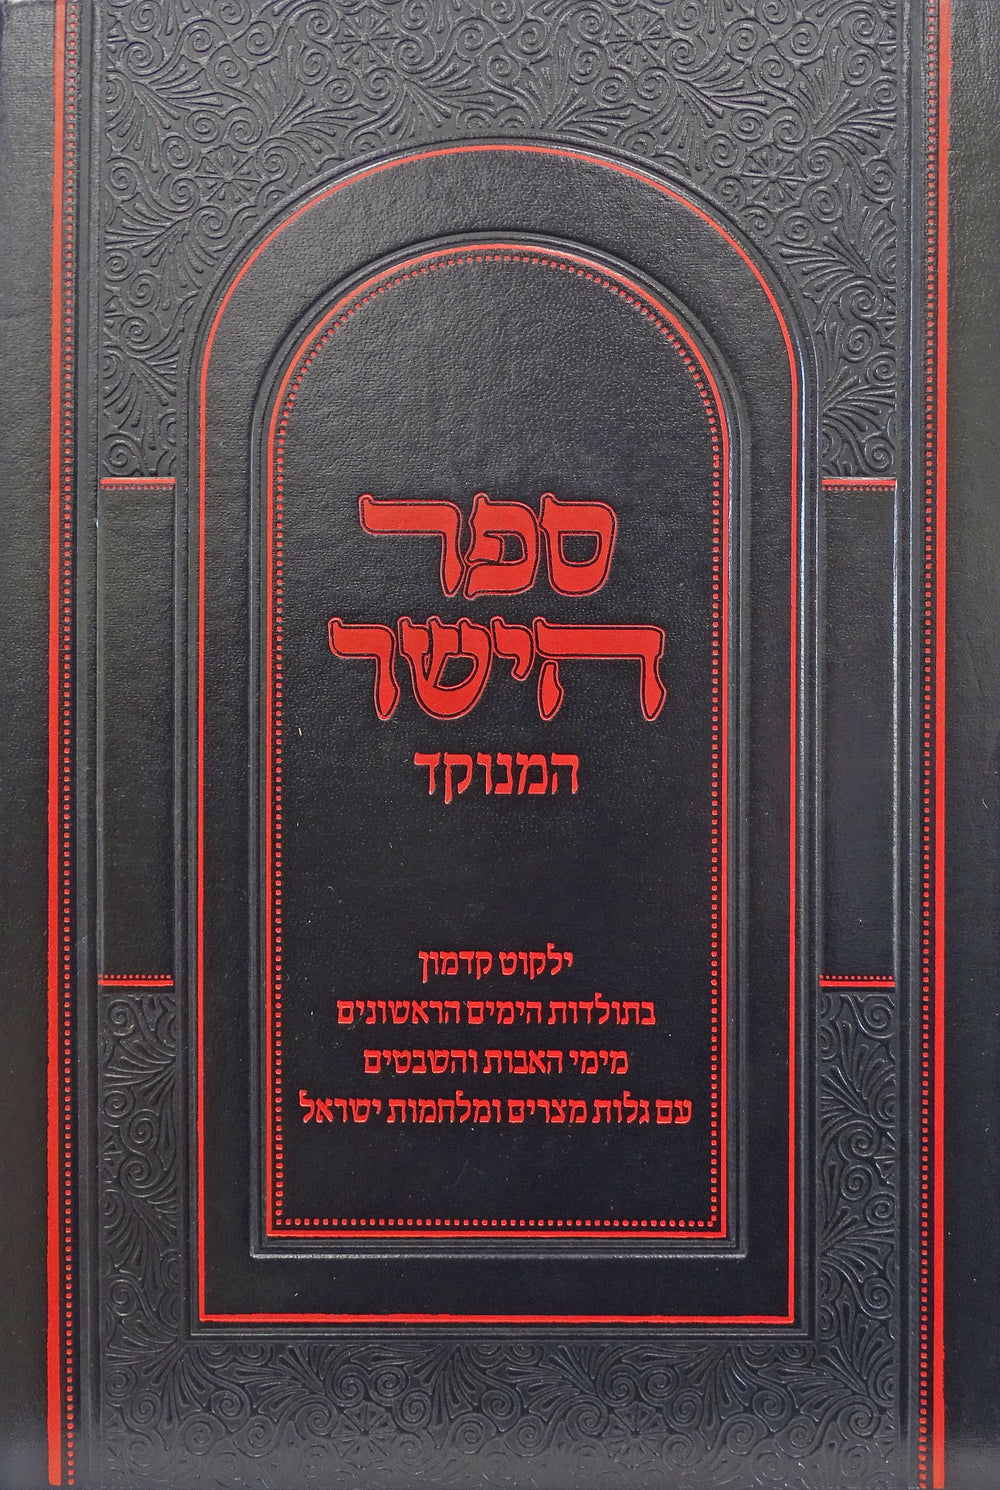 ספר
הישר
המנוקד
ילקוט קדמון
בתולדות הימים הראשונים
מימי האבות והשבטים
עם גלות מצרים ומלחמות ישראל